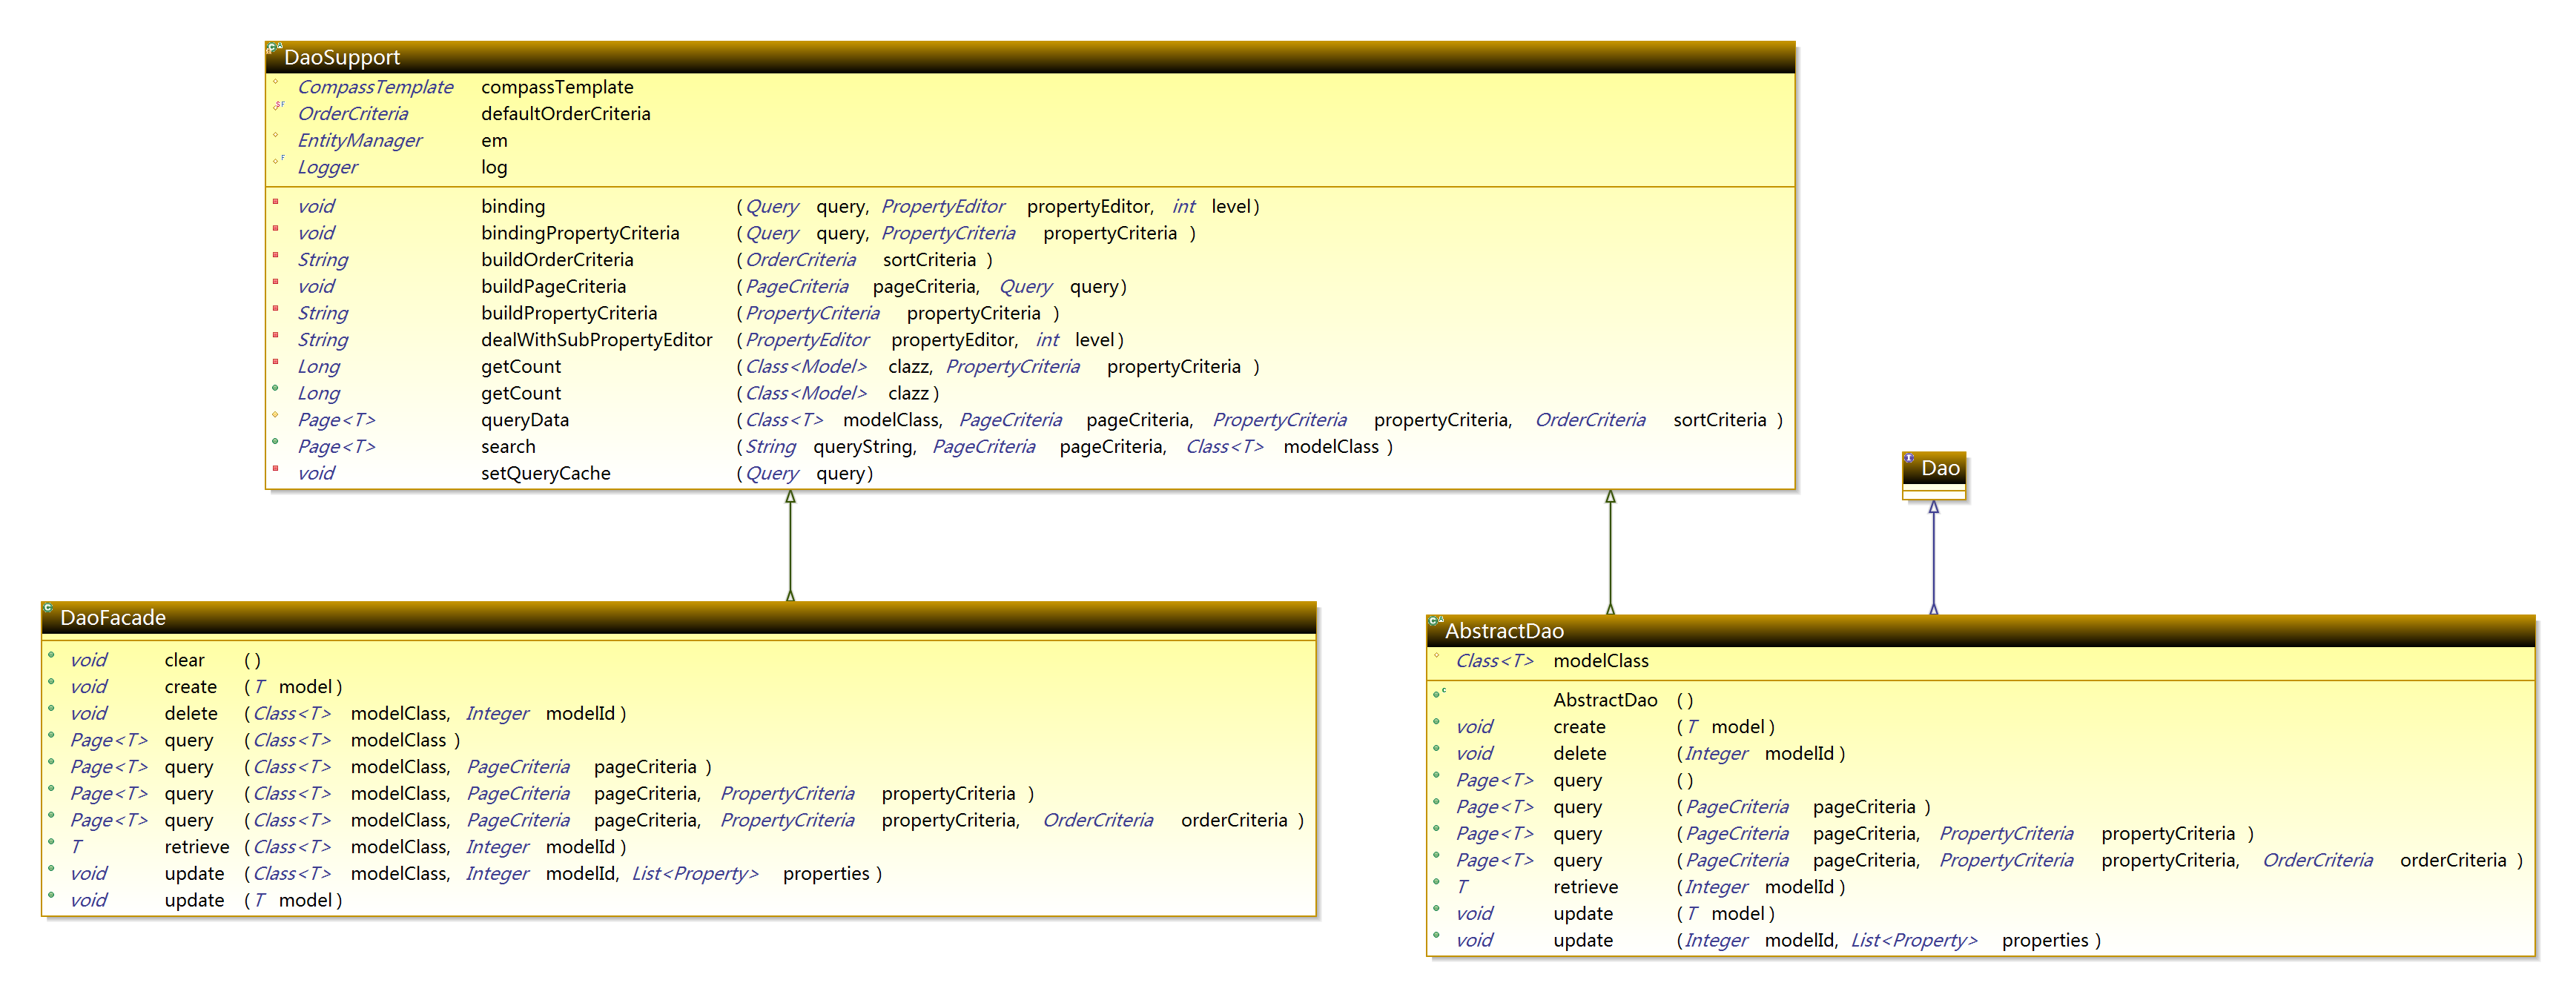 DaoSupport
CompassTemplate compassTemplate
OrderCriteria defaultOrderCriteria
EntityManager em
Logger log
void binding (Query query, PropertyEditor propertyEditor, int level)
void bindingPropertyCriteria (Query query, PropertyCriteria propertyCriteria )
String buildOrderCriteria (OrderCriteria sortCriteria )
void buildPageCriteria (PageCriteria pageCriteria, Query query)
String buildPropertyCriteria (PropertyCriteria propertyCriteria )
String dealWithSubPropertyEditor (PropertyEditor propertyEditor, int level)
Long getCount (Class<Model> clazz, PropertyCriteria propertyCriteria )
Long getCount (Class<Model> clazz)
Page<T> queryData (Class<T> modelClass, PageCriteria pageCriteria, PropertyCriteria propertyCriteria, OrderCriteria sortCriteria )
Page<T> search (String queryString, PageCriteria pageCriteria, Class<T> modelClass )
void setQueryCache (Query query)
Dao
DaoFacade
void clear ()
void create (T model)
void delete (Class<T> modelClass, Integer modelId)
Page<T> query (Class<T> modelClass )
Page<T> query (Class<T> modelClass, PageCriteria pageCriteria )
Page<T> query (Class<T> modelClass, PageCriteria pageCriteria, PropertyCriteria propertyCriteria )
Page<T> query (Class<T> modelClass, PageCriteria pageCriteria, PropertyCriteria propertyCriteria, OrderCriteria orderCriteria )
T retrieve (Class<T> modelClass, Integer modelId)
void update (Class<T> modelClass, Integer modelId, List<Property> properties )
void update (T model)
AbstractDao
Class<T> modelClass
AbstractDao ()
void create (T model)
void delete (Integer modelId)
Page<T> query ()
Page<T> query (PageCriteria pageCriteria )
Page<T> query (PageCriteria pageCriteria, PropertyCriteria propertyCriteria )
Page<T> query (PageCriteria pageCriteria, PropertyCriteria propertyCriteria, OrderCriteria orderCriteria )
T retrieve (Integer modelId)
void update (T model)
void update (Integer modelId, List<Property> properties )